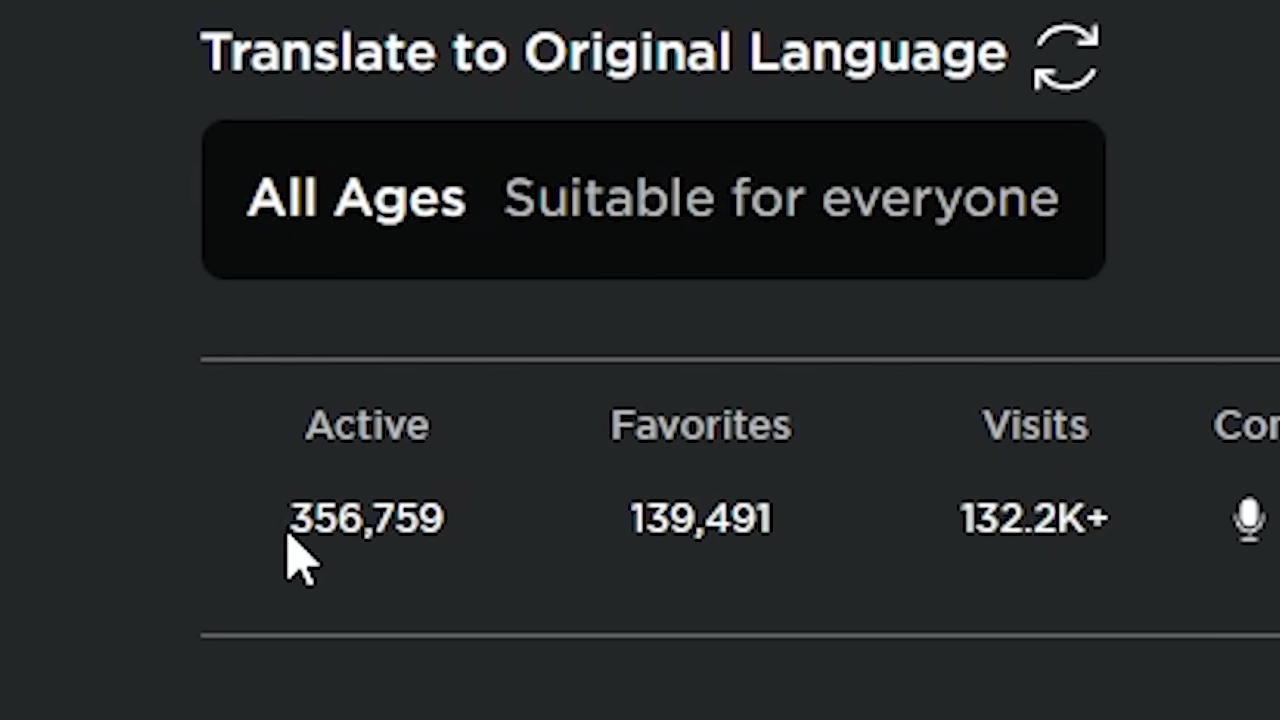 Translate to Original Language
All Ages Suitable for everyone
Active Favorites Visits
356,759 139,491 132.2K+